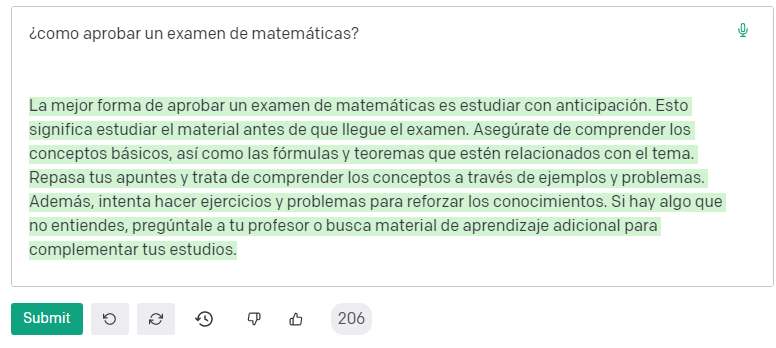 ¿como aprobar un examen de matemáticas?
La mejor forma de aprobar un examen de matemáticas es estudiar con anticipación. Esto
significa estudiar el material antes de que llegue el examen. Asegúrate de comprender los
conceptos básicos, así como las fórmulas y teoremas que estén relacionados con el tema.
Repasa tus apuntes y trata de comprender los conceptos a través de ejemplos y problemas.
Además, intenta hacer ejercicios y problemas para reforzar los conocimientos. Si hay algo que
no entiendes, pregúntale a tu profesor o busca material de aprendizaje adicional para
complementar tus estudios.
Submit 206